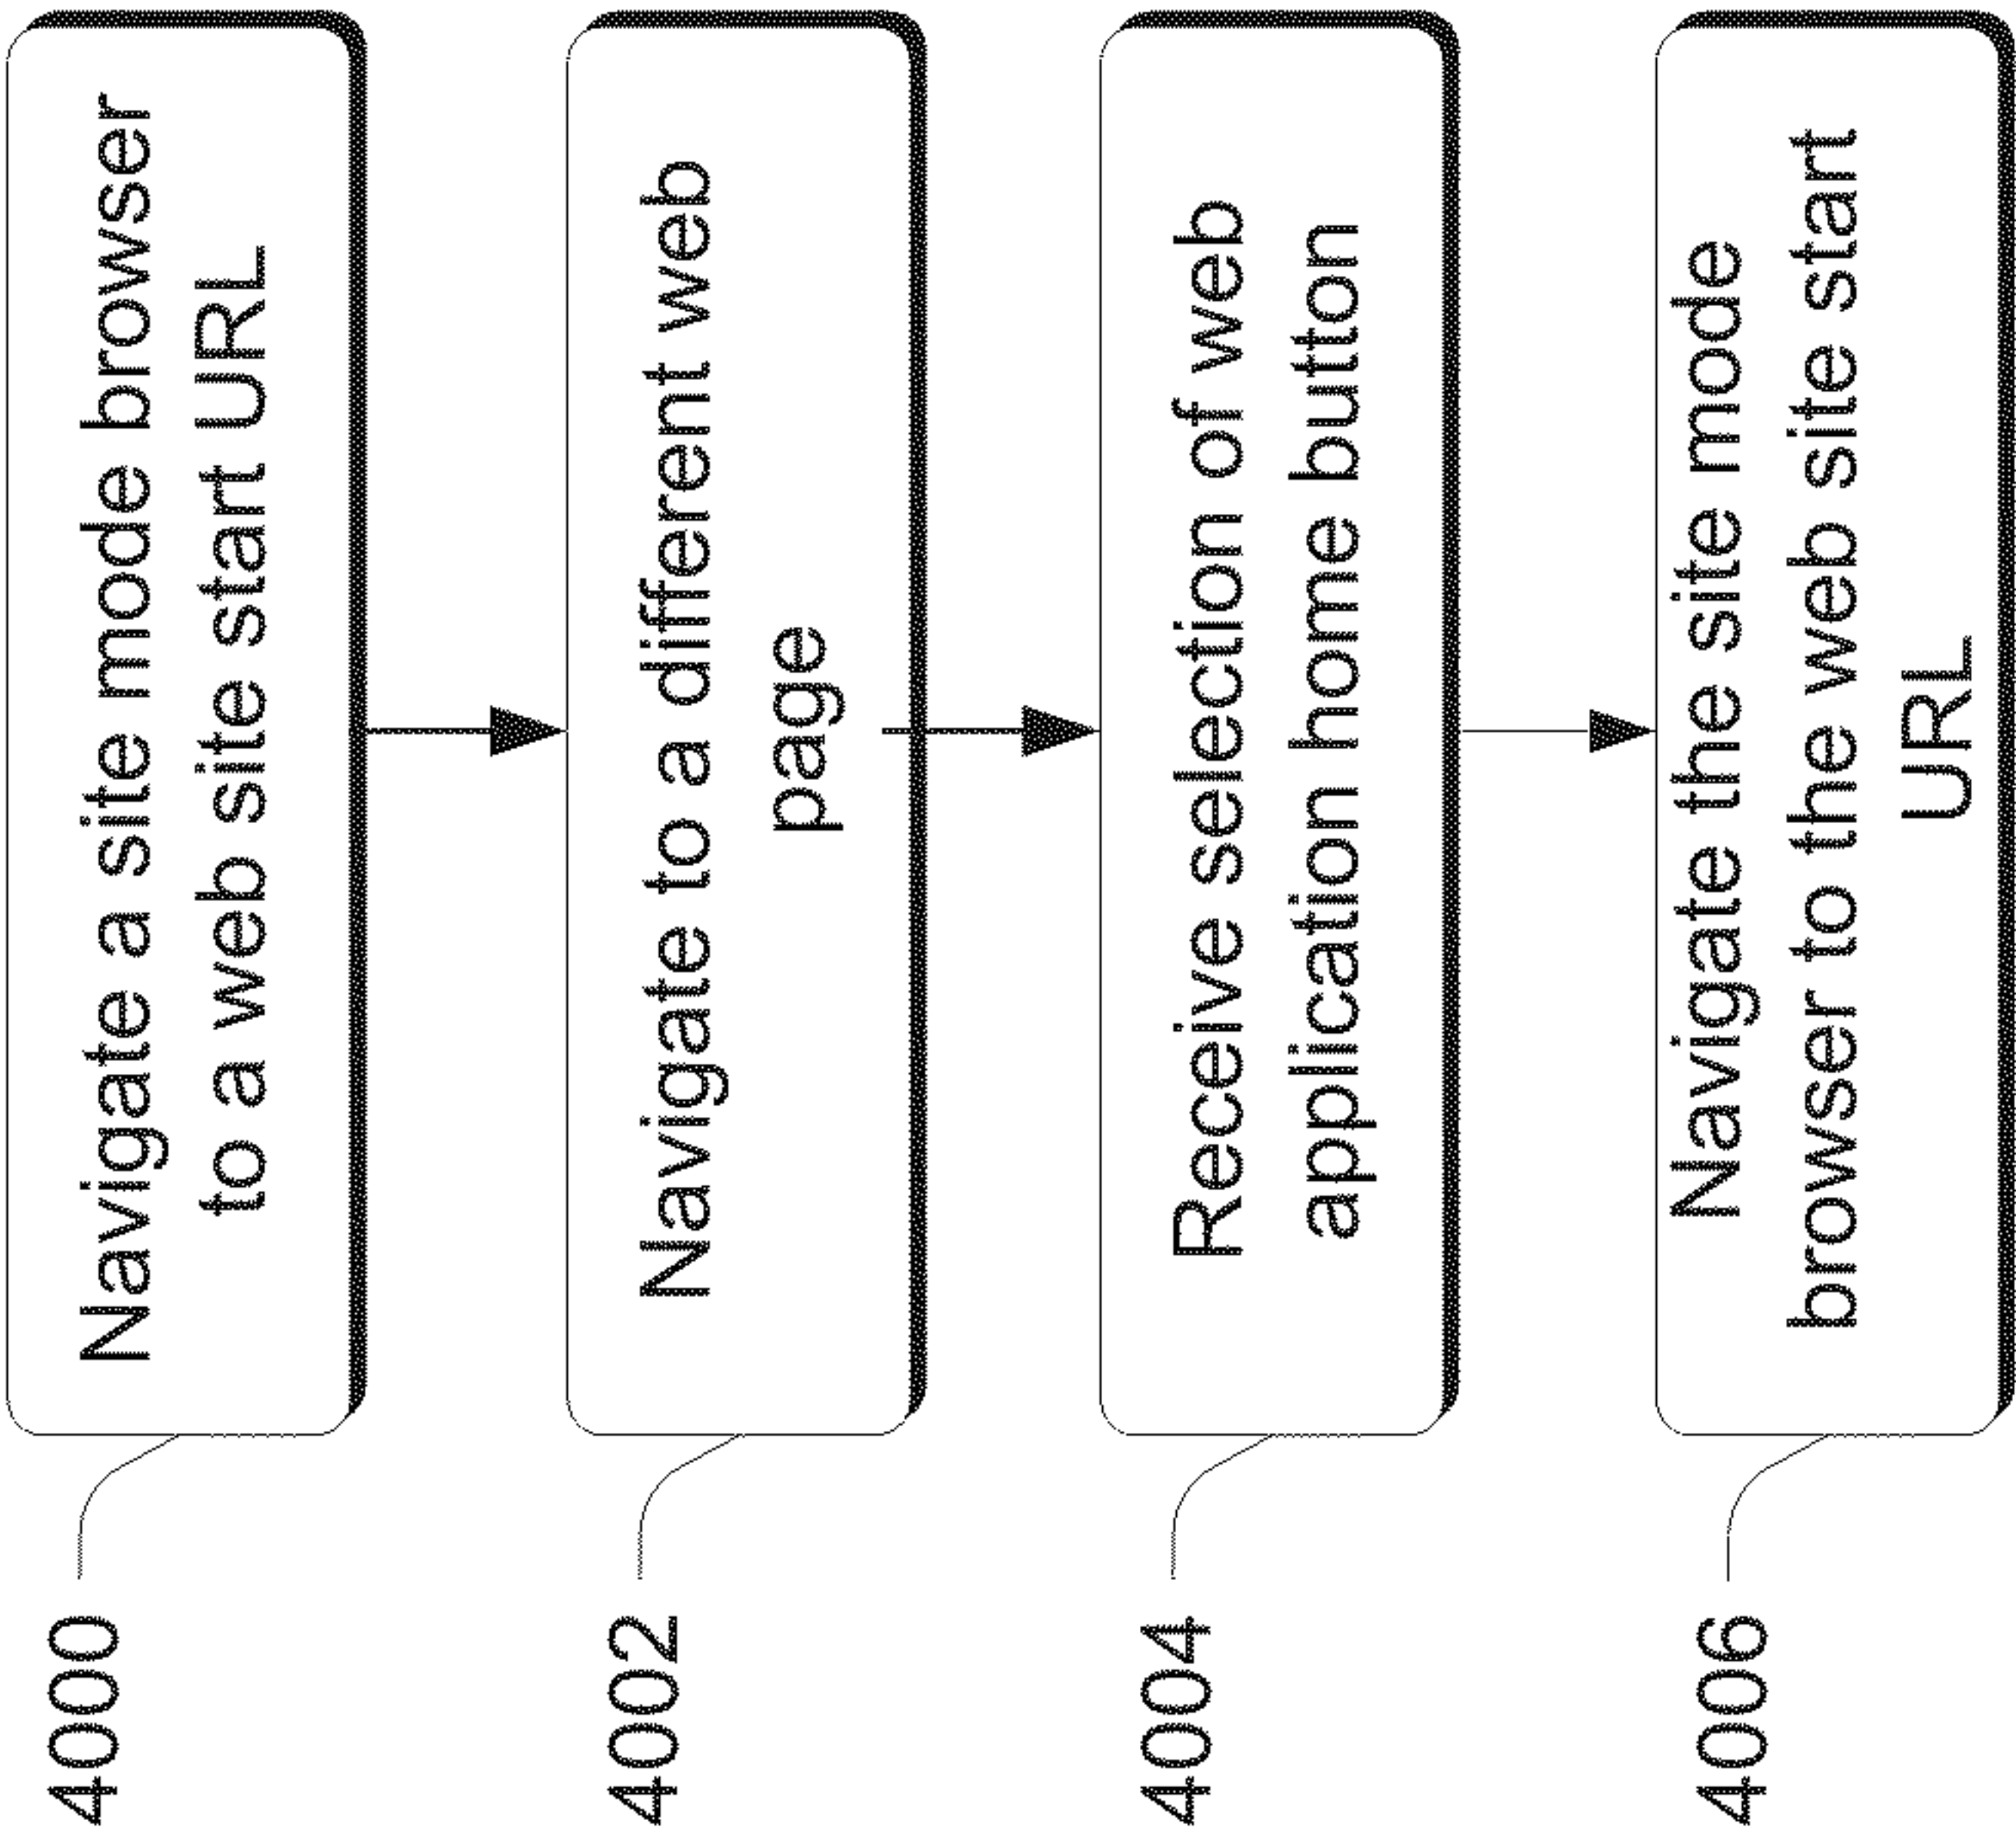 4000
Navigate a site mode browser
to a web site start URL
4002
Navigate to a different web
page
4004
Receive selection of web
application home button
4006
Navigate the site mode
browser to the web site start
URL